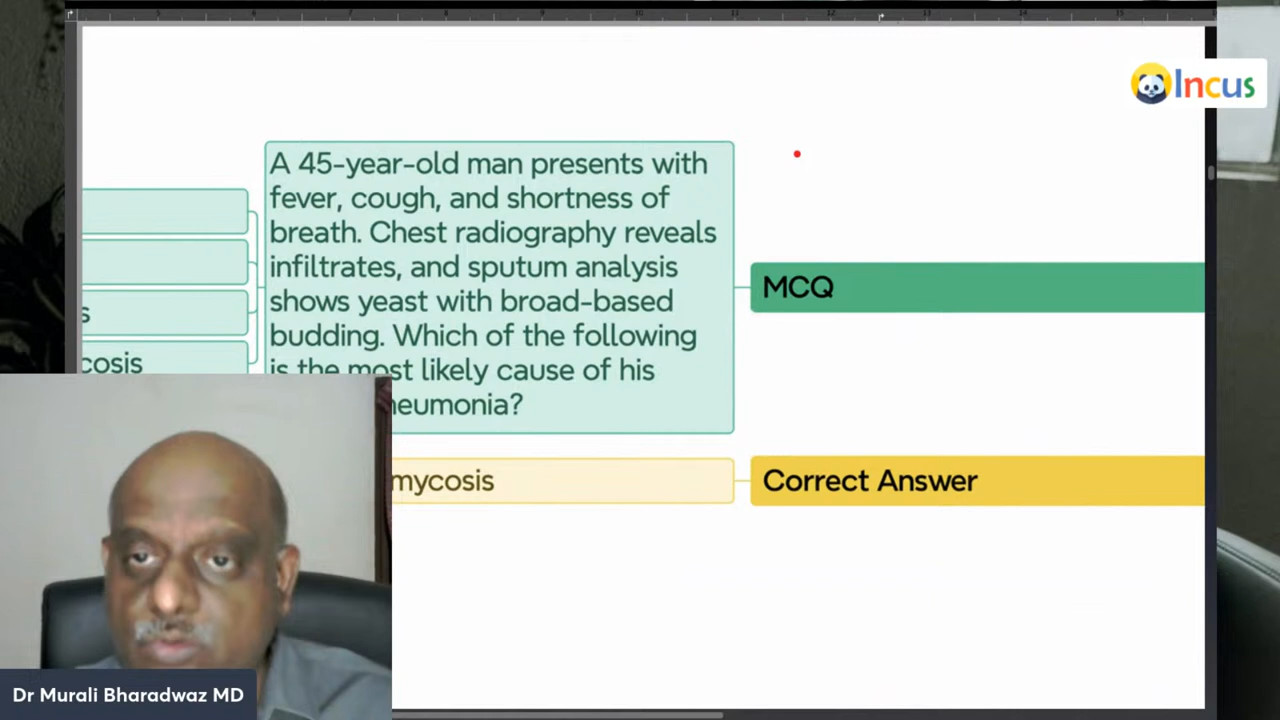 Incus
A 45-year-old man presents with
fever, cough, and shortness of
breath. Chest radiography reveals
infiltrates, and sputum analysis
shows yeast with broad-based
budding. Which of the following
is the most likely cause of his
neumonia?
s
cosis
MCQ
mycosis
Correct Answer
Dr Murali Bharadwaz MD